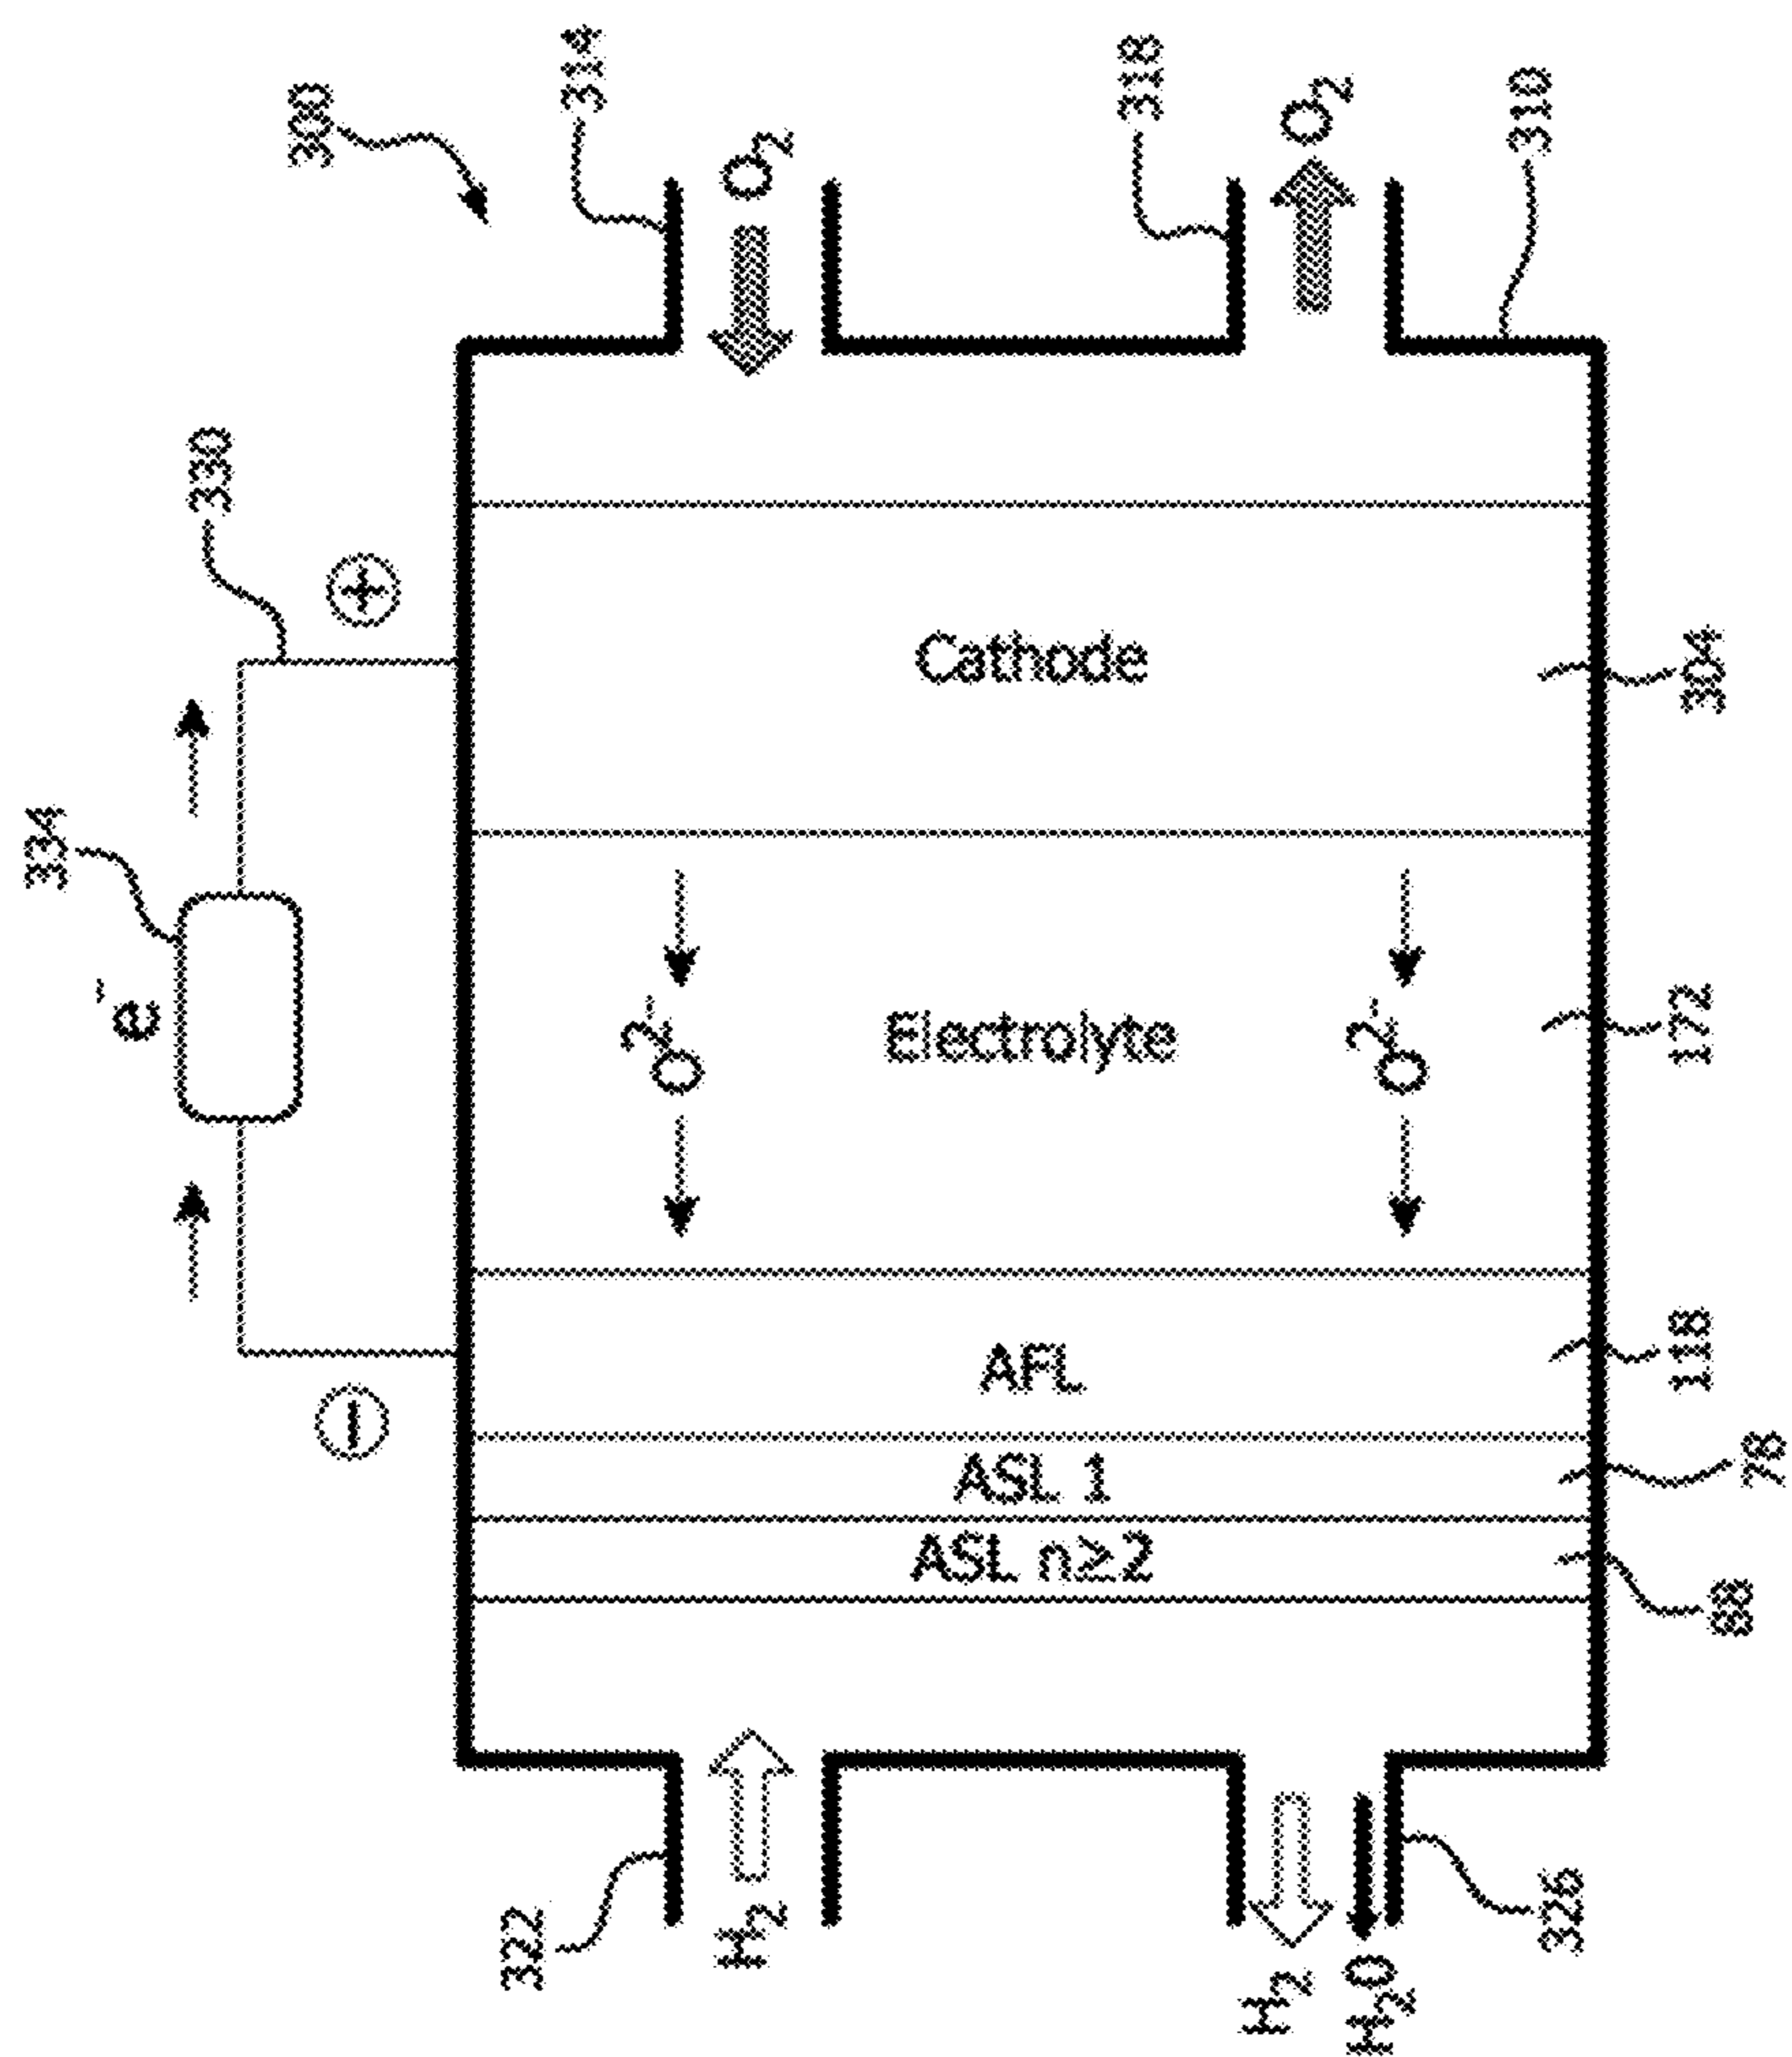 300
314
O2
318
O2
310
330
+
Cathode
304
334
e-
O2-
Electrolyte
O2-
172
AFL
118
−
ASL 1
78
ASL n≥2
88
322
H2
H2
H2O
326